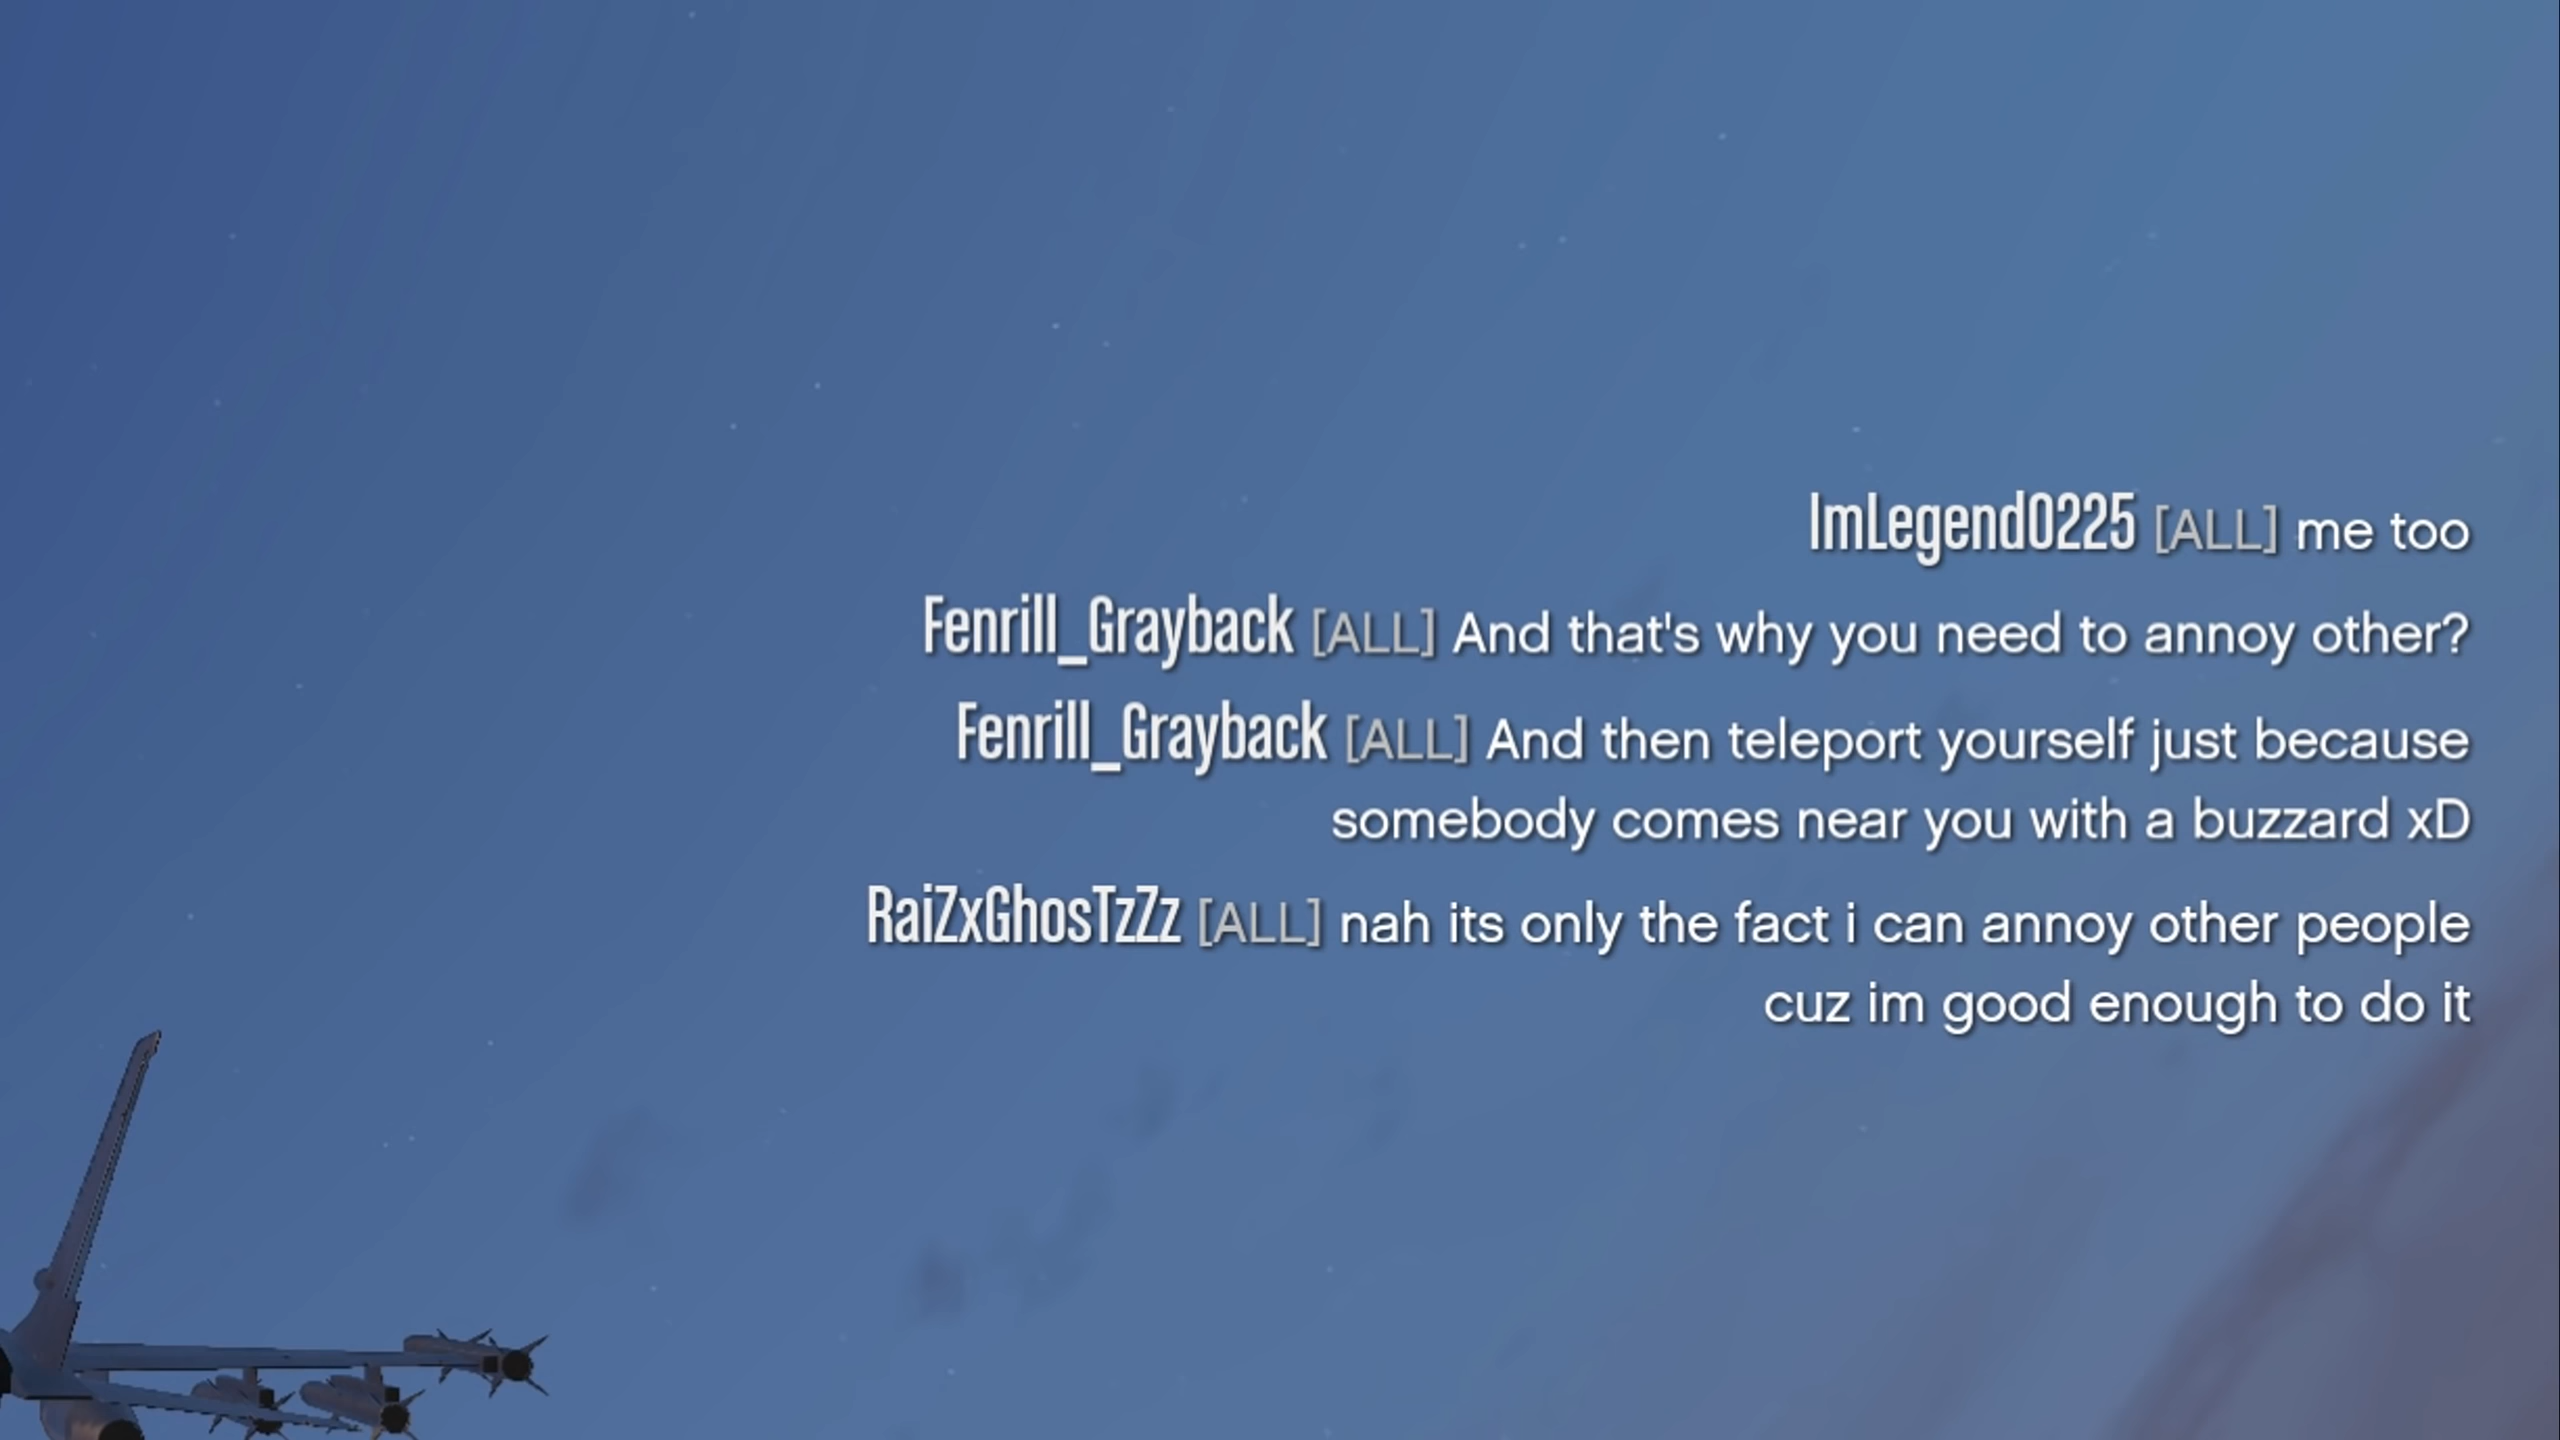 ImLegend0225 [ALL] me too
Fenrill_Grayback [ALL] And that's why you need to annoy other?
Fenrill_Grayback [ALL] And then teleport yourself just because
somebody comes near you with a buzzard xD
RaiZxGhosTzZz [ALL] nah its only the fact i can annoy other people
cuz im good enough to do it